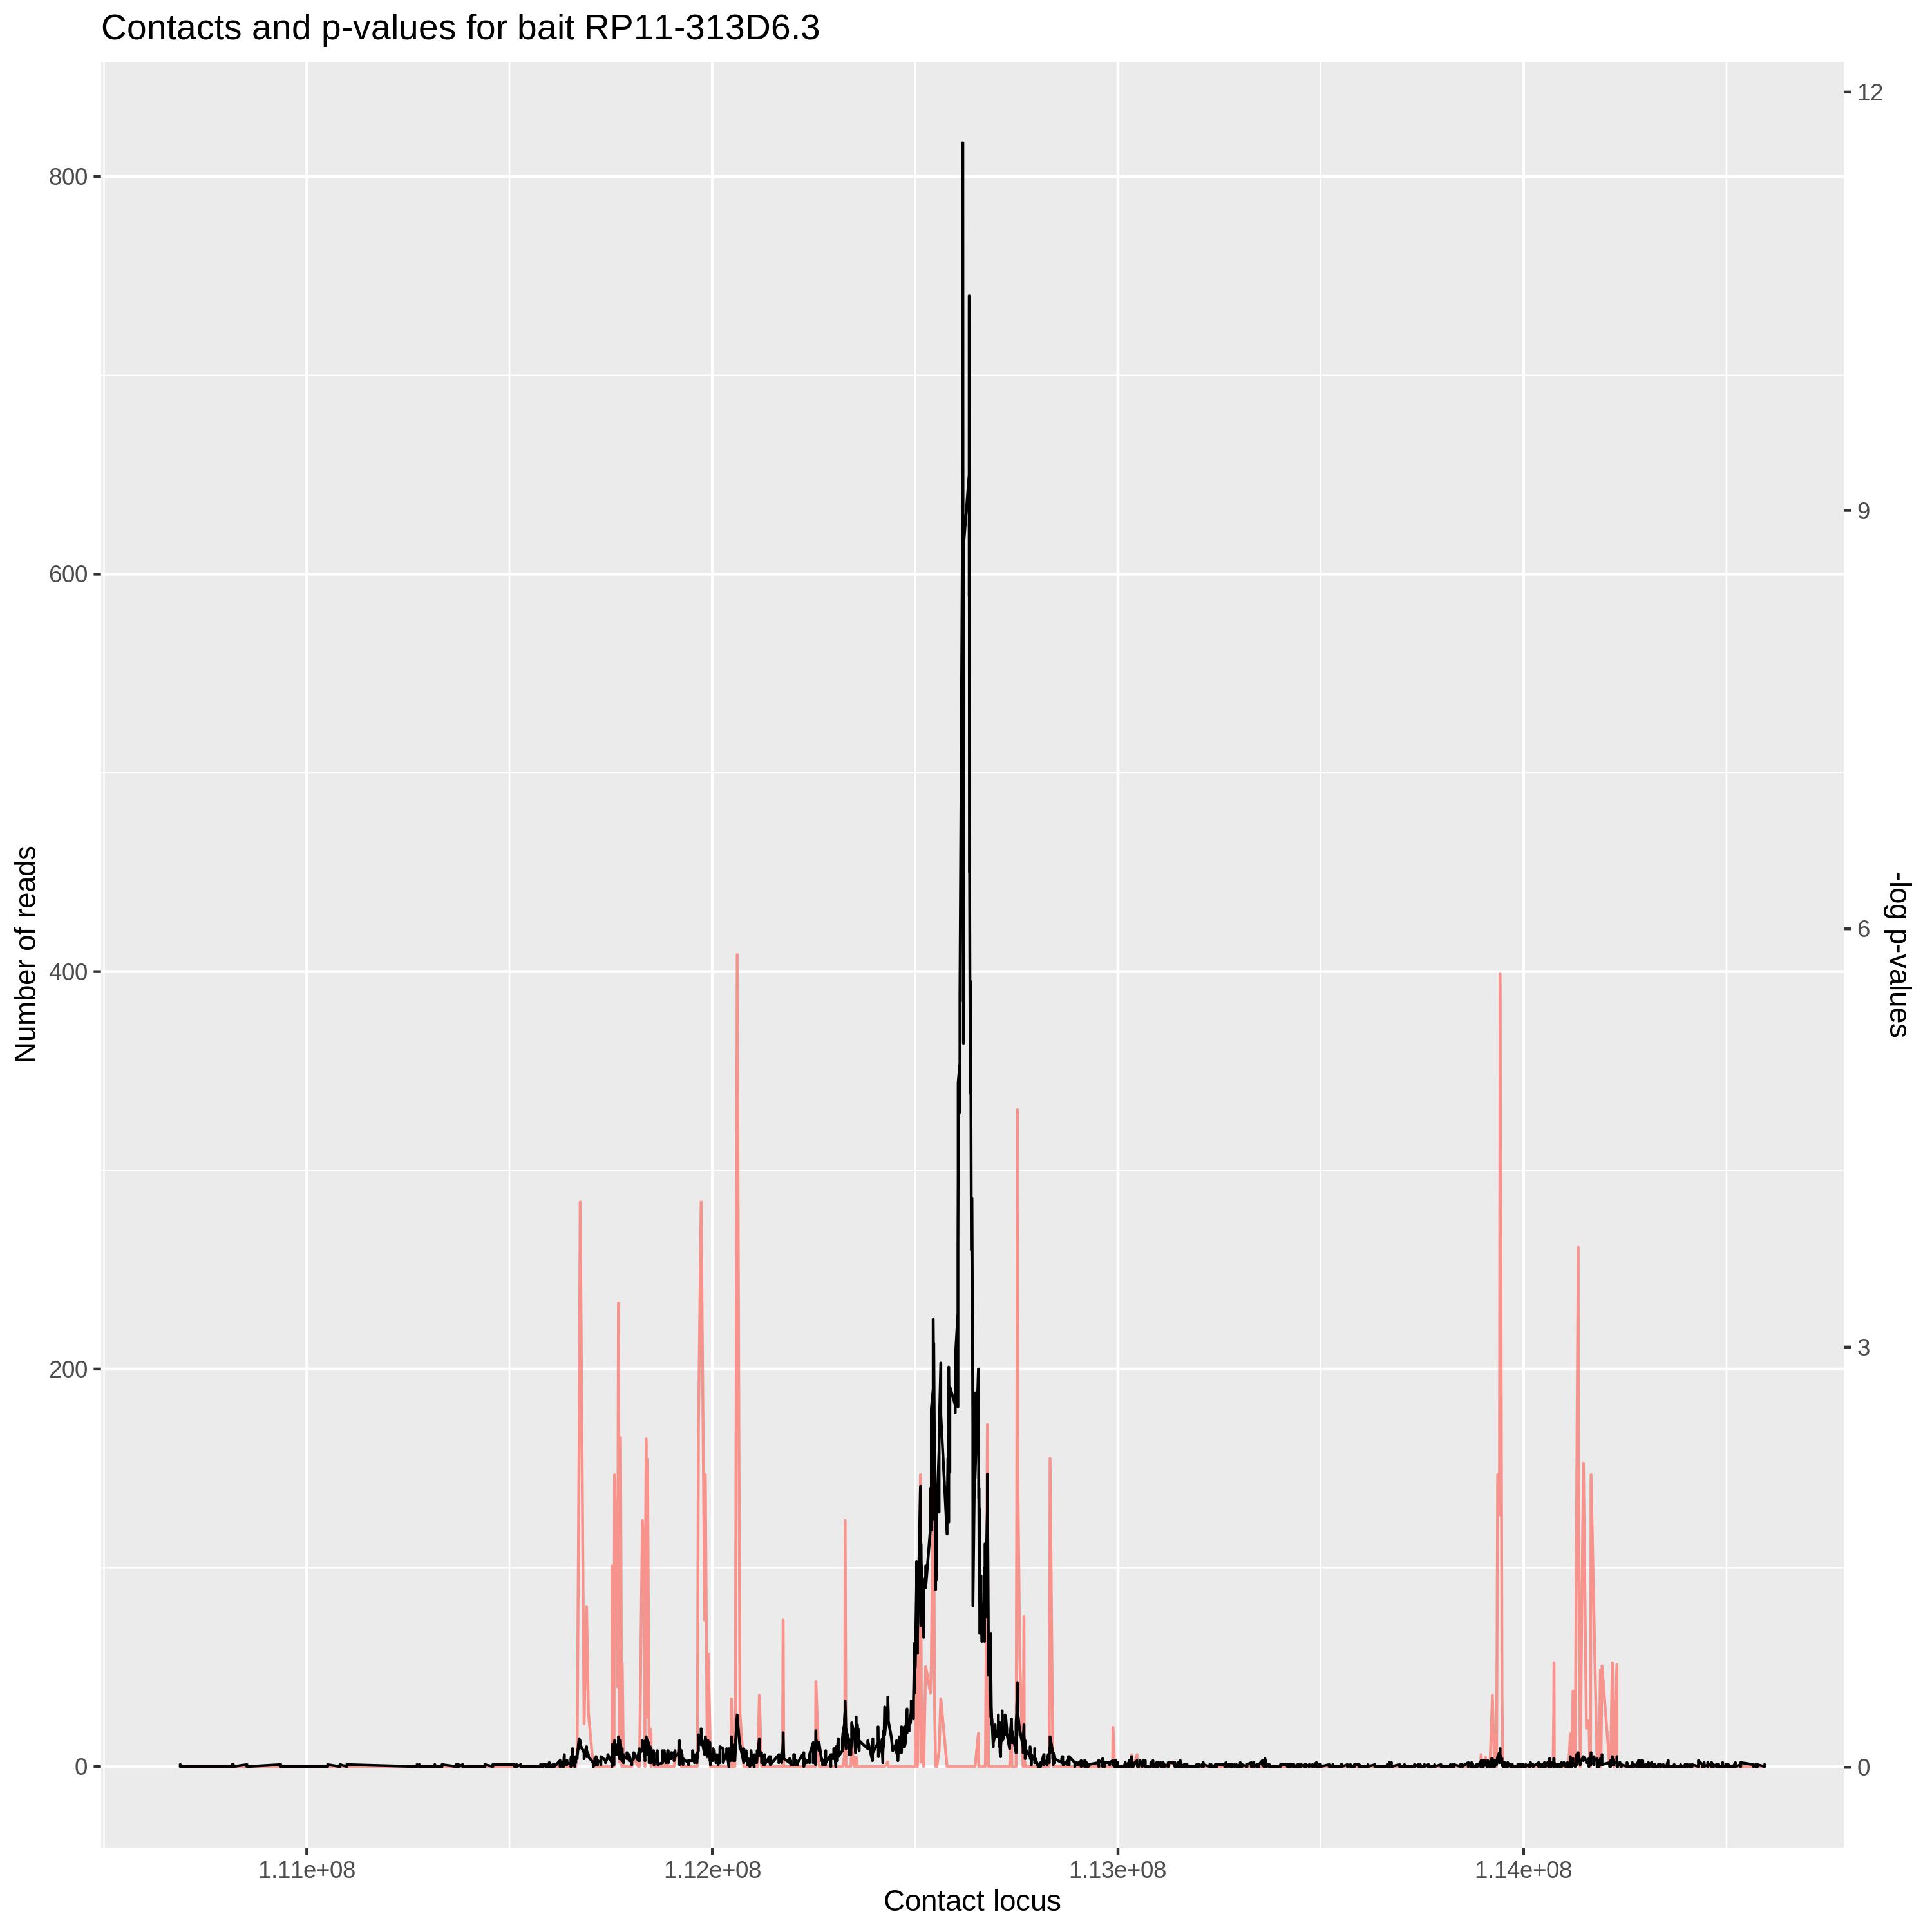 Contacts and p-values for bait RP11-313D6.3
12
800
9
600
6
400
3
200
0
0
Number of reads
-log p-values
1.11e+08 1.12e+08 1.13e+08 1.14e+08
Contact locus